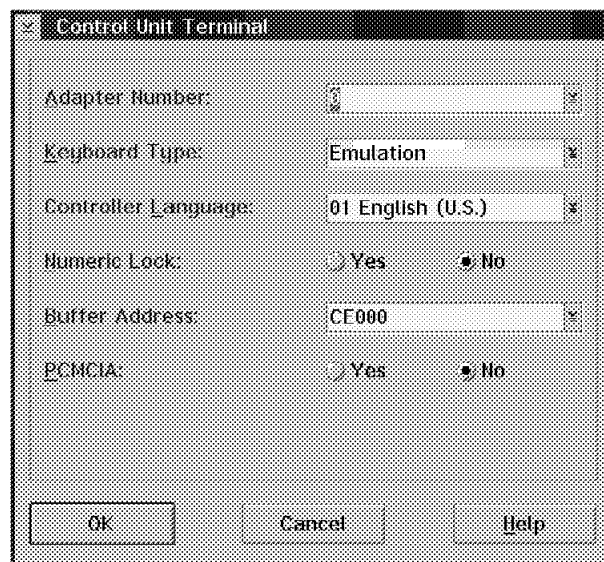 Control Unit Terminal
Adapter Number:
Keyboard Type: Emulation
Controller Language: 01 English (U.S.)
Numeric Lock: Yes No
Buffer Address: CE000
PCMCIA: Yes No
OK Cancel Help